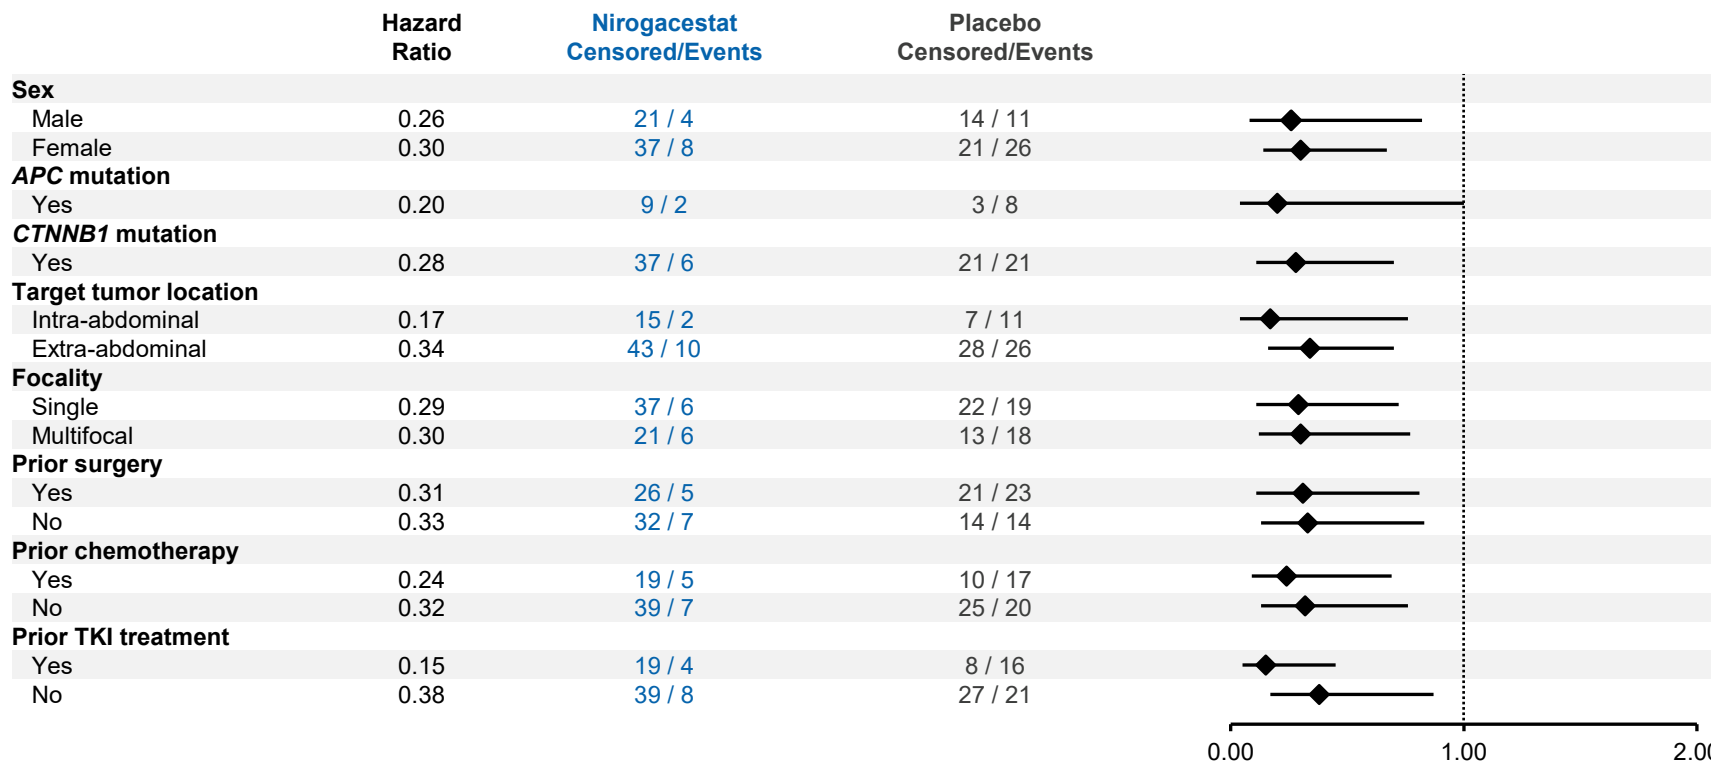 Hazard Ratio Nirogacestat Censored/Events Placebo Censored/Events
Sex
Male 0.26 21 / 4 14 / 11
Female 0.30 37 / 8 21 / 26
APC mutation
Yes 0.20 9 / 2 3 / 8
CTNNB1 mutation
Yes 0.28 37 / 6 21 / 21
Target tumor location
Intra-abdominal 0.17 15 / 2 7 / 11
Extra-abdominal 0.34 43 / 10 28 / 26
Focality
Single 0.29 37 / 6 22 / 19
Multifocal 0.30 21 / 6 13 / 18
Prior surgery
Yes 0.31 26 / 5 21 / 23
No 0.33 32 / 7 14 / 14
Prior chemotherapy
Yes 0.24 19 / 5 10 / 17
No 0.32 39 / 7 25 / 20
Prior TKI treatment
Yes 0.15 19 / 4 8 / 16
No 0.38 39 / 8 27 / 21
0.00 1.00 2.00